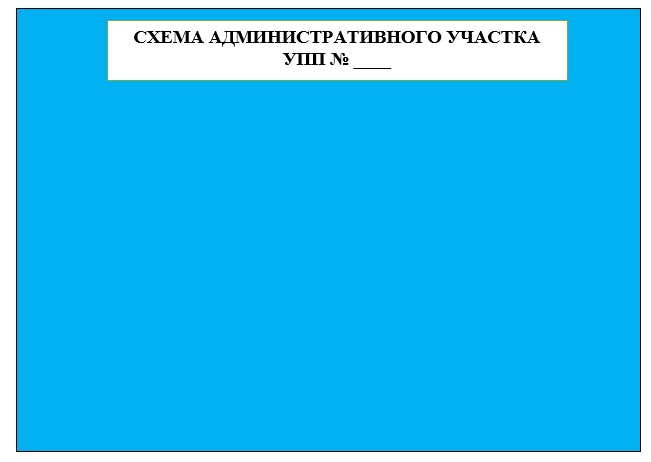 СХЕМА АДМИНИСТРАТИВНОГО УЧАСТКА
УПП № ____